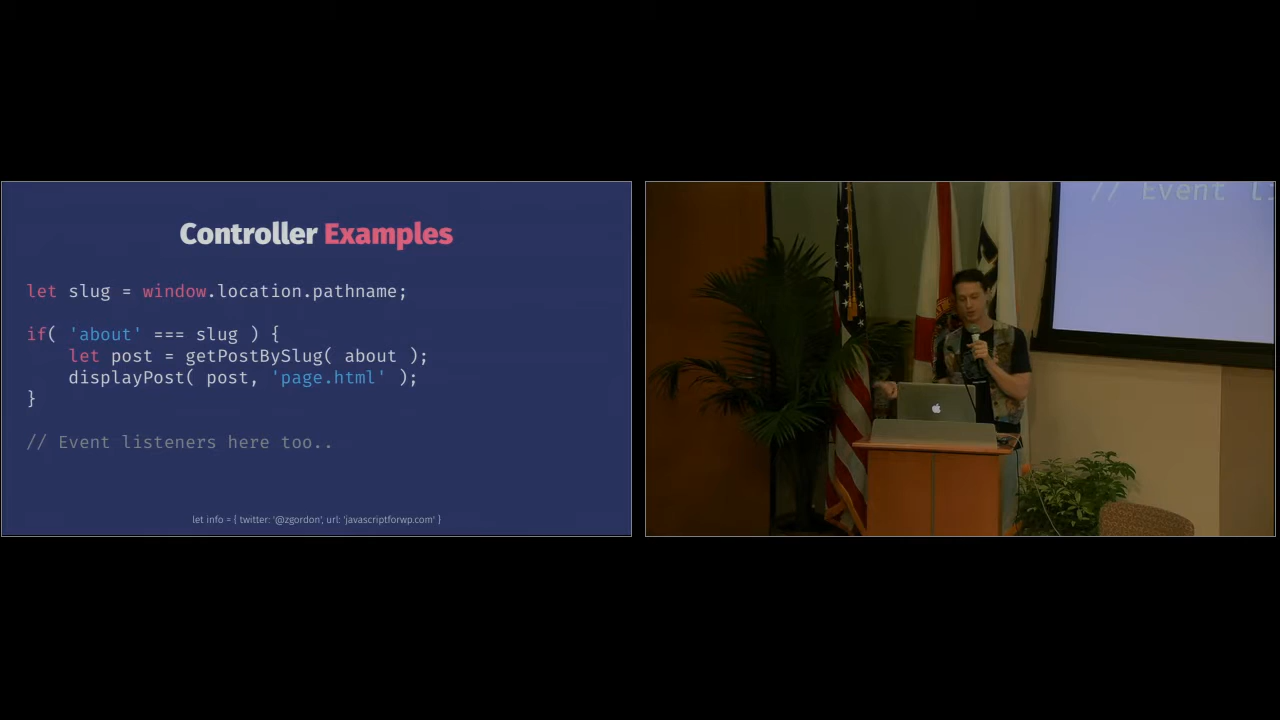 Controller Examples
let slug = window.location.pathname;
if( 'about' === slug ) {
let post = getPostBySlug( about );
displayPost( post, 'page.html' );
}
// Event listeners here too..
let info = { twitter: '@zgordon', url: 'javascriptforwp.com' }
// Event li